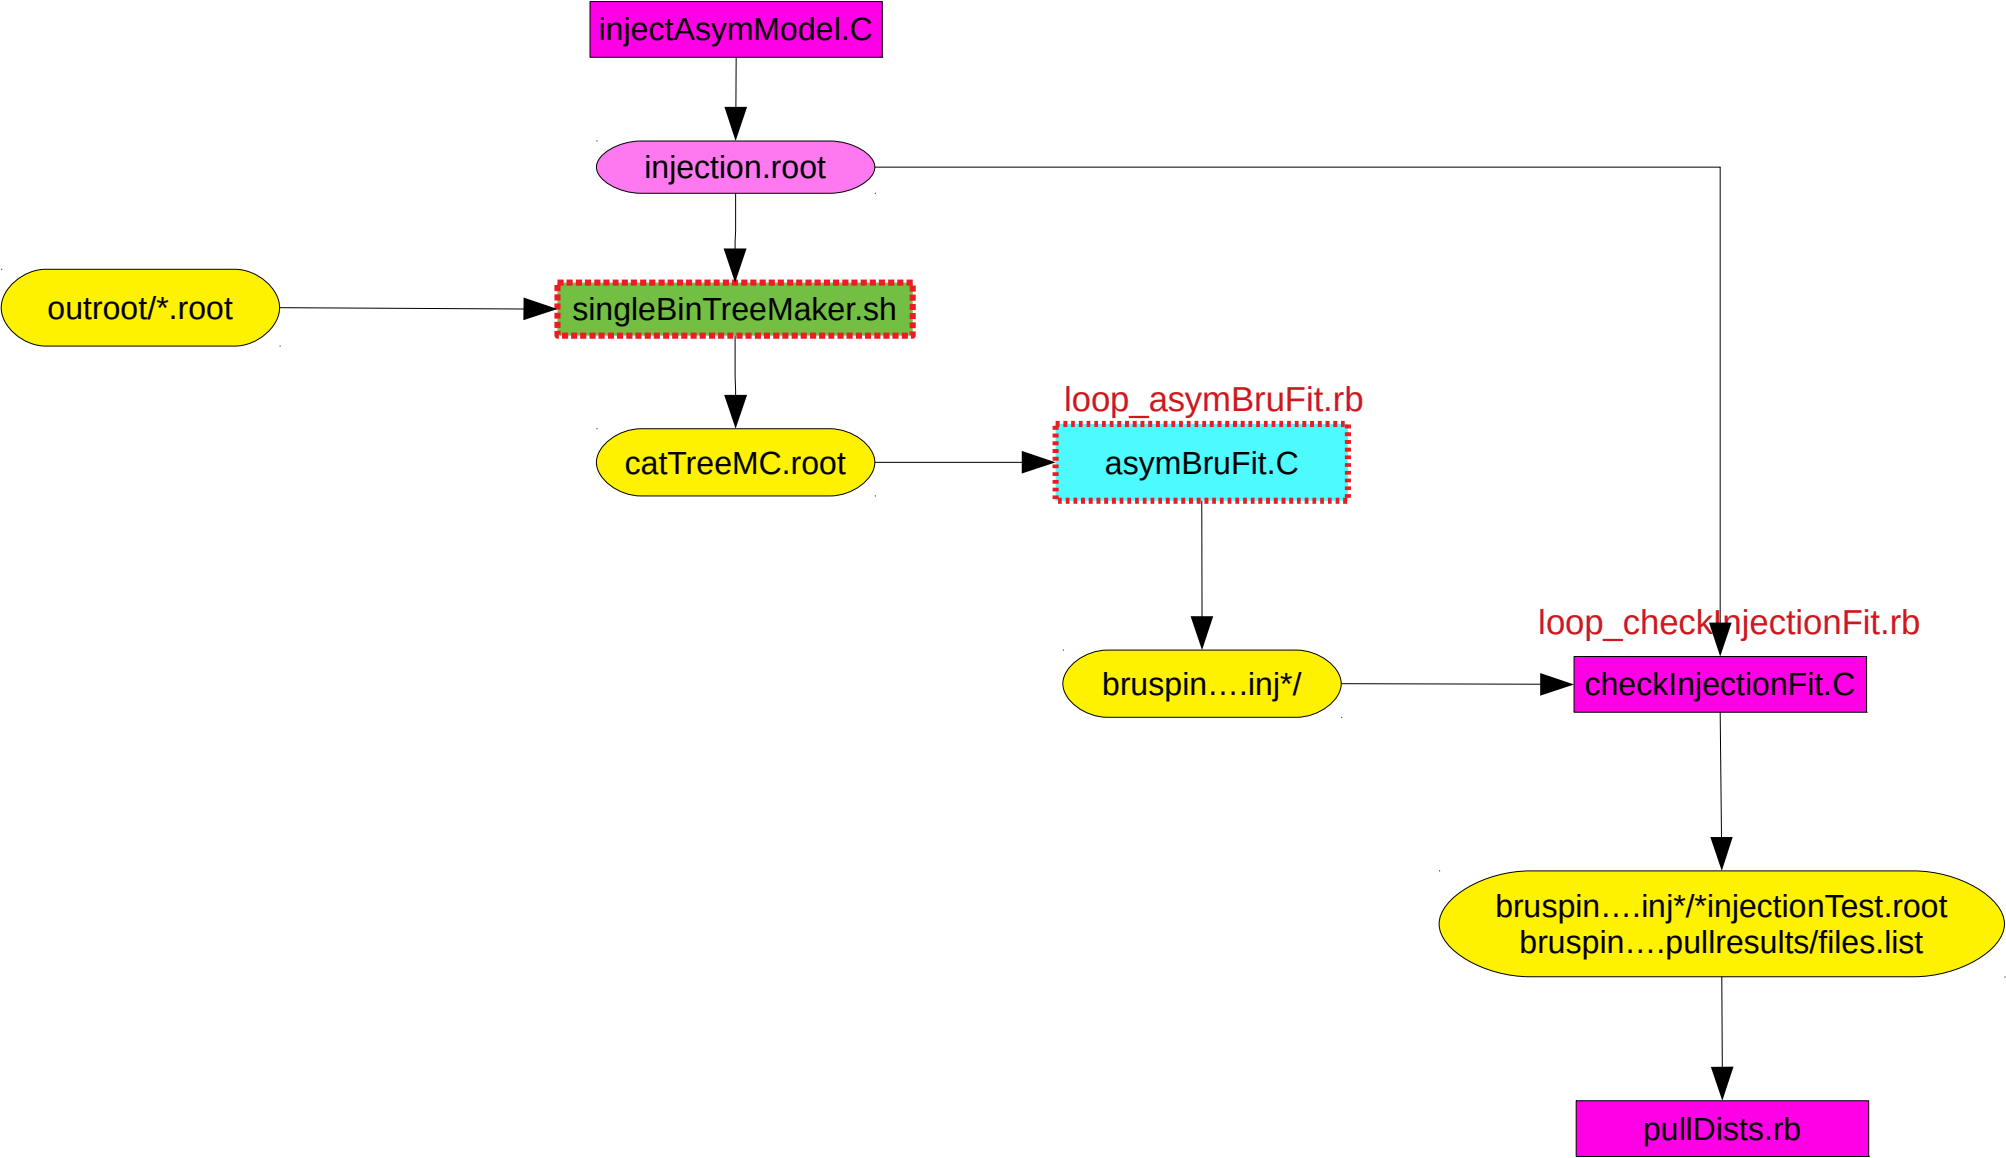 injectAsymModel.C
injection.root
outroot/*.root
singleBinTreeMaker.sh
loop_asymBruFit.rb
catTreeMC.root
asymBruFit.C
loop_checkInjectionFit.rb
bruspin….inj*/
checkInjectionFit.C
bruspin….inj*/*injectionTest.root
bruspin….pullresults/files.list
pullDists.rb